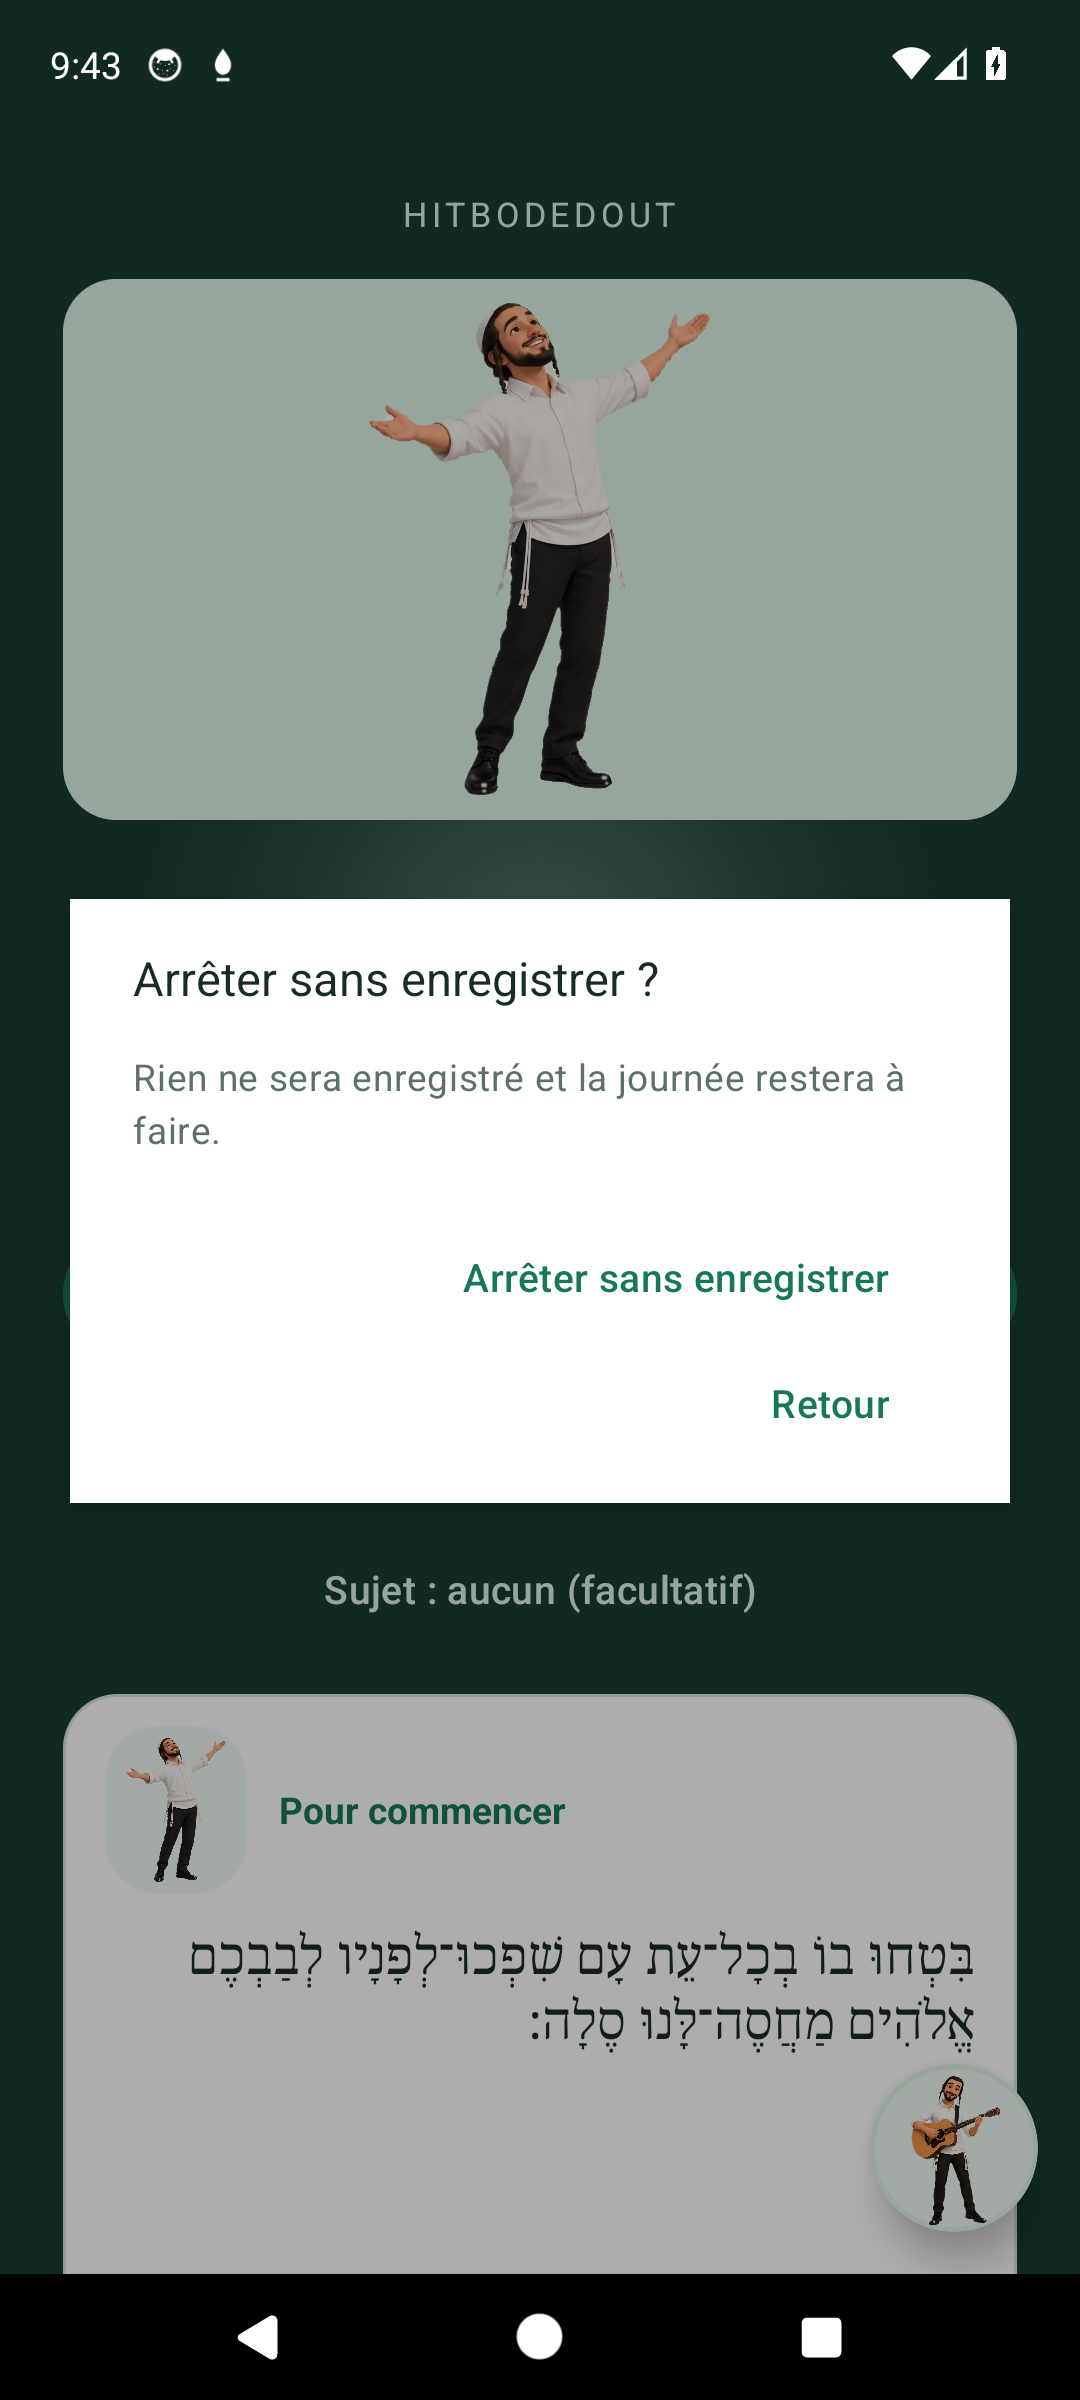 9:43
HITBODEDOUT
Arrêter sans enregistrer ?
Rien ne sera enregistré et la journée restera à
faire.
Arrêter sans enregistrer
Retour
Sujet : aucun (facultatif)
Pour commencer
בִּטְחוּ בוֹ בְכָל־עֵת עָם שִׁפְכוּ־לְפָנָיו לְבַבְכֶם
אֱלֹהִים מַחֲסֶה־לָּנוּ סֶלָה: